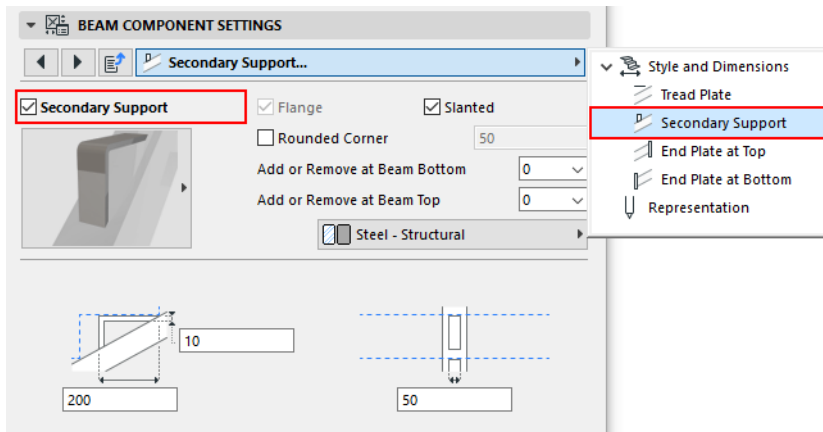 BEAM COMPONENT SETTINGS
Secondary Support...
Secondary Support
Flange
Slanted
Rounded Corner
50
Add or Remove at Beam Bottom
0
Add or Remove at Beam Top
0
Steel - Structural
10
200
50
Style and Dimensions
Tread Plate
Secondary Support
End Plate at Top
End Plate at Bottom
Representation